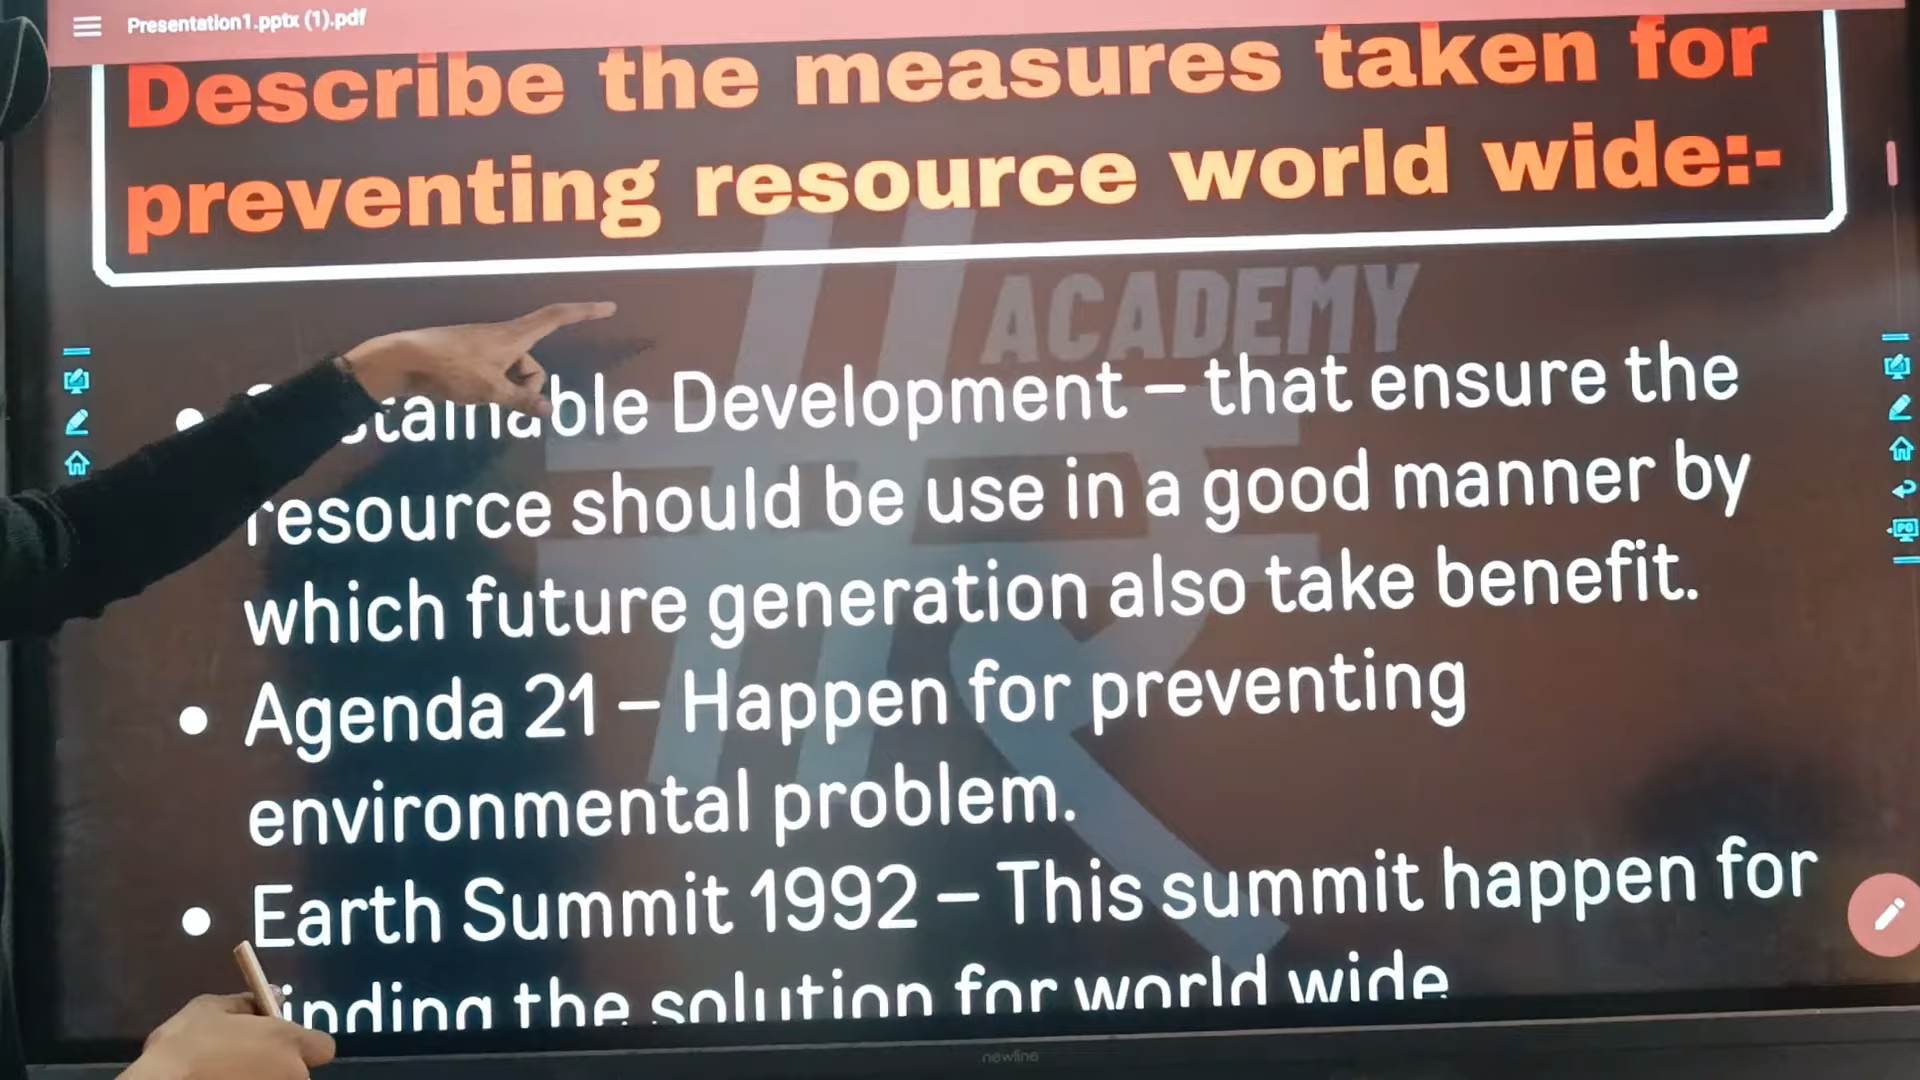 Presentation1.pptx (1).pdf
Describe the measures taken for
preventing resource world wide:-
ACADEMY
Development – that ensure the
resource should be use in a good manner by
which future generation also take benefit.
• Agenda 21 – Happen for preventing
environmental problem.
• Earth Summit 1992 – This summit happen for
the solution for world wide
newline